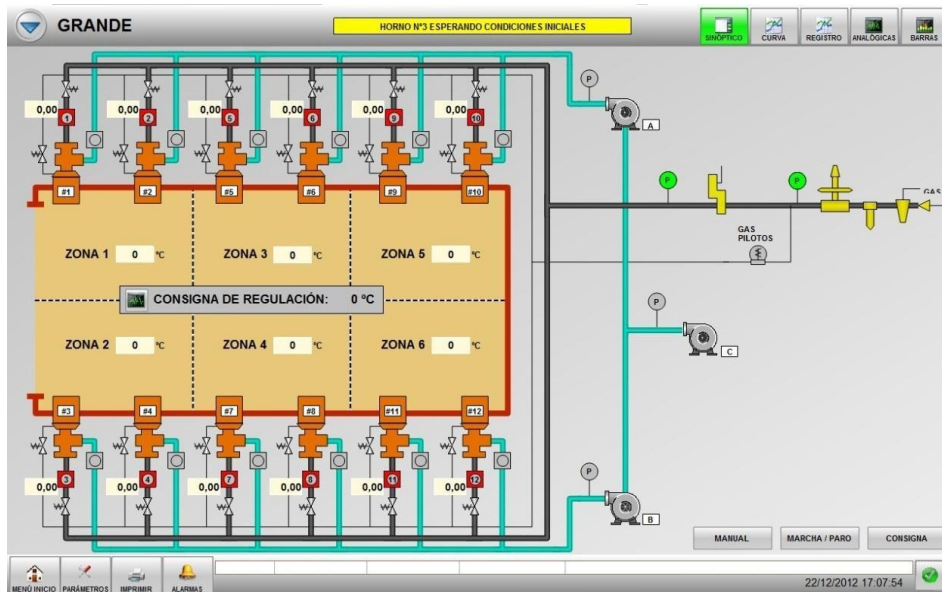 GRANDE
HORNO Nº3 ESPERANDO CONDICIONES INICIALES
SINÓPTICO CURVA REGISTRO ANALÓGICAS BARRAS
P
0,00 0,00 0,00 0,00 0,00 0,00
1 2 5 6 9 10
A
#1 #2 #5 #6 #9 #10
P P
GAS
GAS
PILOTOS
ZONA 1 0 ºC ZONA 3 0 ºC ZONA 5 0 ºC
CONSIGNA DE REGULACIÓN: 0 ºC
P
ZONA 2 0 ºC ZONA 4 0 ºC ZONA 6 0 ºC
C
#3 #4 #7 #8 #11 #12
P
3 4 7 8 11 12
0,00 0,00 0,00 0,00 0,00 0,00
B
MANUAL MARCHA / PARO CONSIGNA
MENÚ INICIO PARÁMETROS IMPRIMIR ALARMAS
22/12/2012 17:07:54